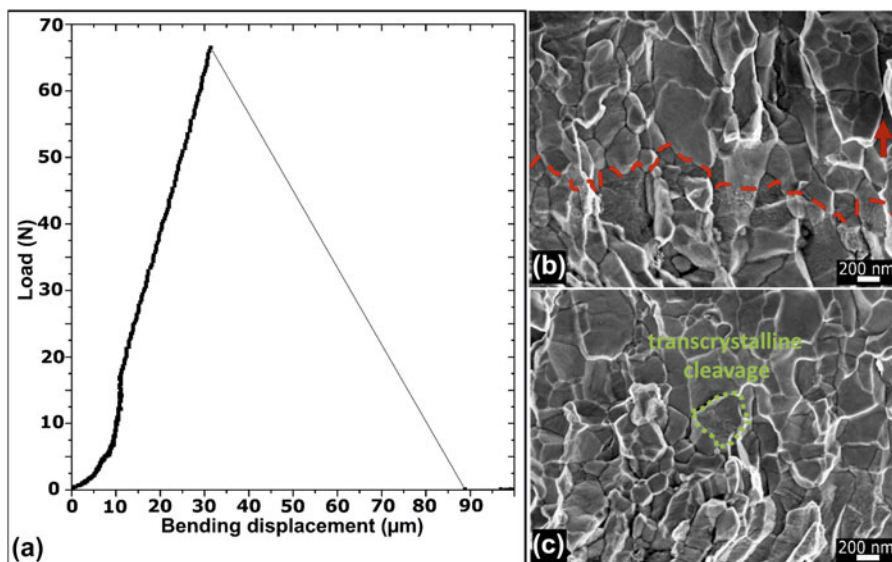 70
60
50
40
30
20
10
0
0 10 20 30 40 50 60 70 80 90
Load (N)
Bending displacement (µm)
(a)
(b)
200 nm
transcrystalline
cleavage
(c)
200 nm